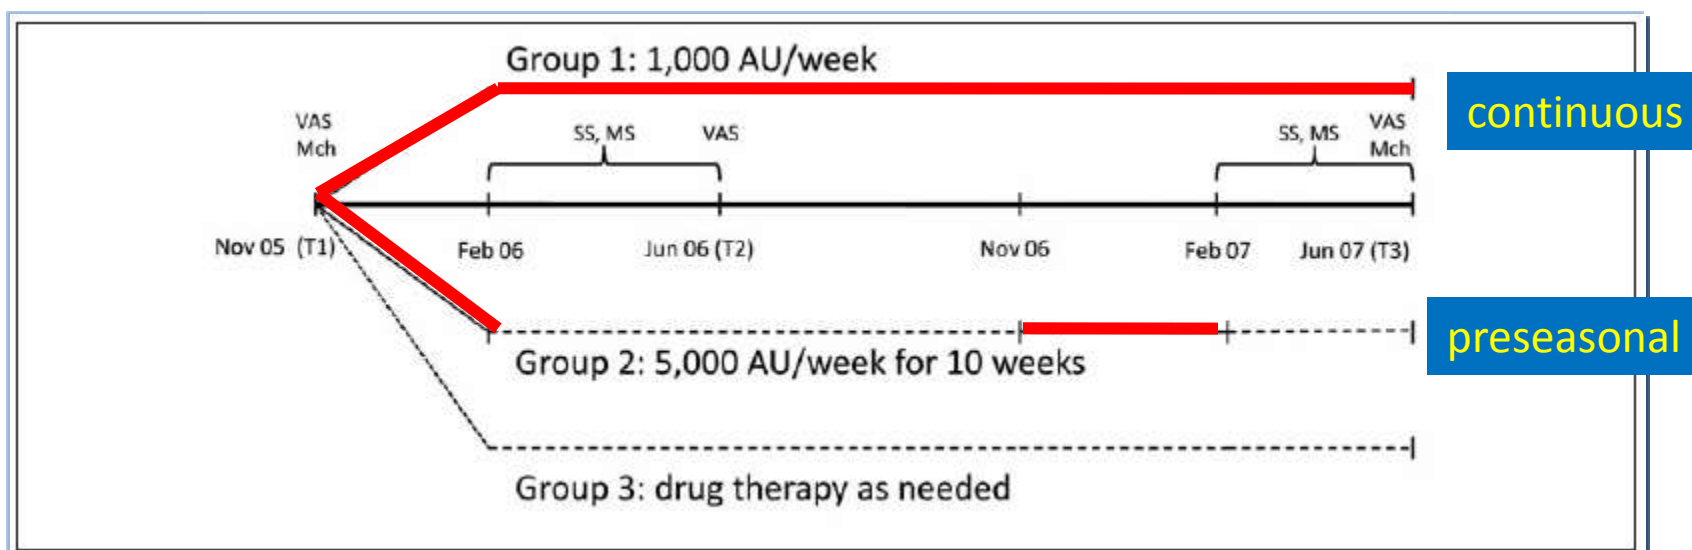 Group 1: 1,000 AU/week
continuous
VAS
Mch
SS, MS
VAS
SS, MS
VAS
Mch
Nov 05 (T1)
Feb 06
Jun 06 (T2)
Nov 06
Feb 07
Jun 07 (T3)
preseasonal
Group 2: 5,000 AU/week for 10 weeks
Group 3: drug therapy as needed